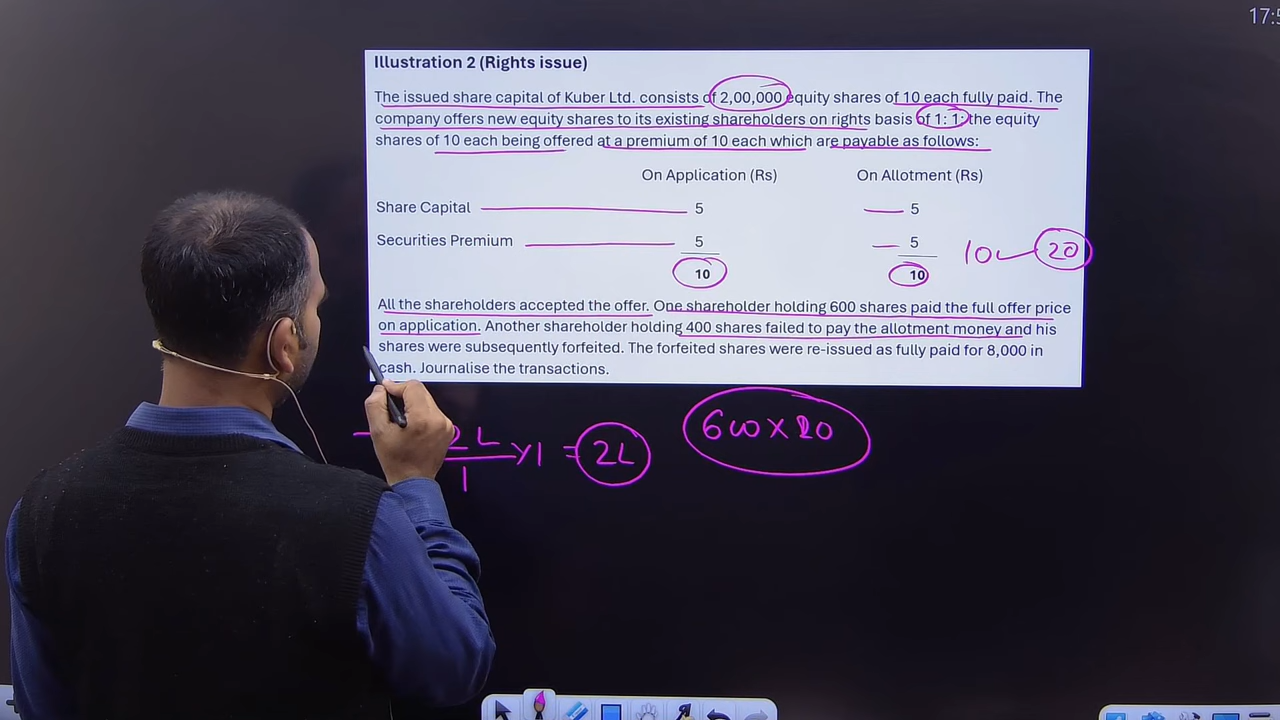 17:5
Illustration 2 (Rights issue)
The issued share capital of Kuber Ltd. consists of 2,00,000 equity shares of 10 each fully paid. The
company offers new equity shares to its existing shareholders on rights basis of 1: 1: the equity
shares of 10 each being offered at a premium of 10 each which are payable as follows:
On Application (Rs) On Allotment (Rs)
Share Capital 5 5
Securities Premium 5 5
10 10 10 20
All the shareholders accepted the offer. One shareholder holding 600 shares paid the full offer price
on application. Another shareholder holding 400 shares failed to pay the allotment money and his
shares were subsequently forfeited. The forfeited shares were re-issued as fully paid for 8,000 in
cash. Journalise the transactions.
2L/1 x1 = 2L
600 x 20